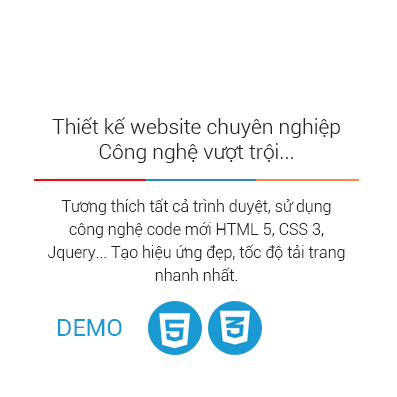 Thiết kế website chuyên nghiệp
Công nghệ vượt trội...
Tương thích tất cả trình duyệt, sử dụng
công nghệ code mới HTML 5, CSS 3,
Jquery... Tạo hiệu ứng đẹp, tốc độ tải trang
nhanh nhất.
DEMO 5 3